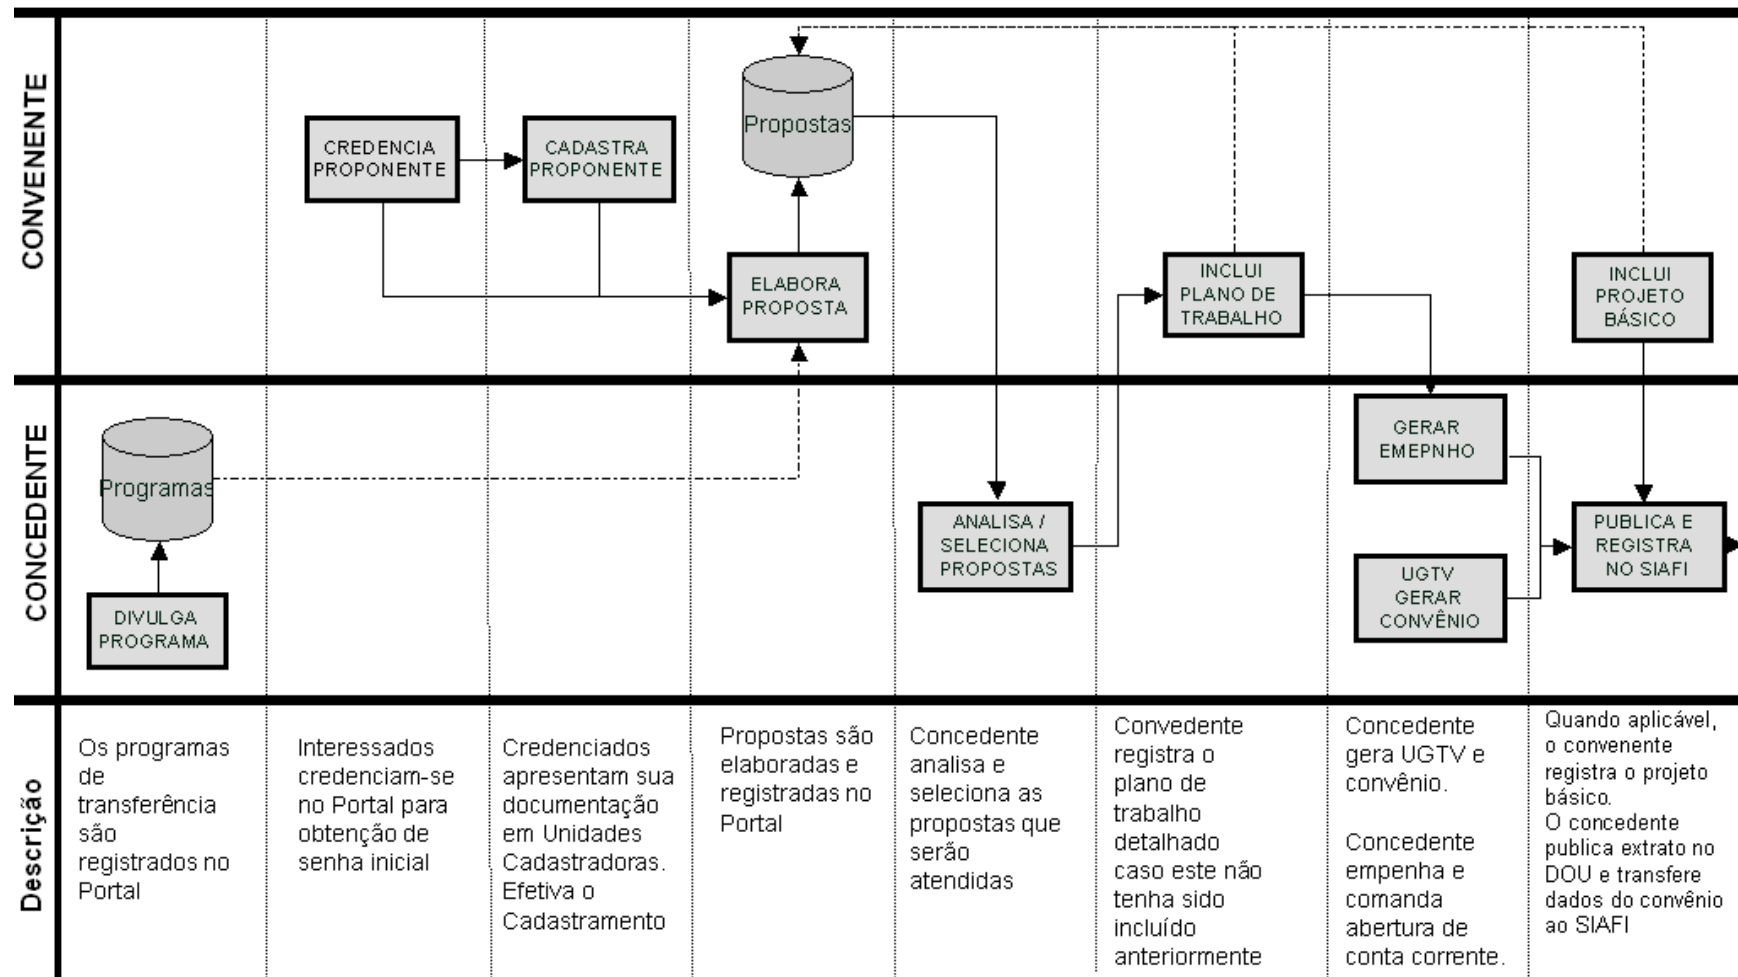 CONVENENTE
CREDENCIA
PROPONENTE
CADASTRA
PROPONENTE
Propostas
ELABORA
PROPOSTA
INCLUI
PLANO DE
TRABALHO
INCLUI
PROJETO
BÁSICO
CONCEDENTE
Programas
DIVULGA
PROGRAMA
ANALISA /
SELECIONA
PROPOSTAS
GERAR
EMEPNHO
UGTV
GERAR
CONVÊNIO
PUBLICA E
REGISTRA
NO SIAFI
Descrição
Os programas
de
transferência
são
registrados no
Portal
Interessados
credenciam-se
no Portal para
obtenção de
senha inicial
Credenciados
apresentam sua
documentação
em Unidades
Cadastradoras.
Efetiva o
Cadastramento
Propostas são
elaboradas e
registradas no
Portal
Concedente
analisa e
seleciona as
propostas que
serão
atendidas
Convedente
registra o
plano de
trabalho
detalhado
caso este não
tenha sido
incluído
anteriormente
Concedente
gera UGTV e
convênio.
Concedente
empenha e
comanda
abertura de
conta corrente.
Quando aplicável,
o convenente
registra o projeto
básico.
O concedente
publica extrato no
DOU e transfere
dados do convênio
ao SIAFI